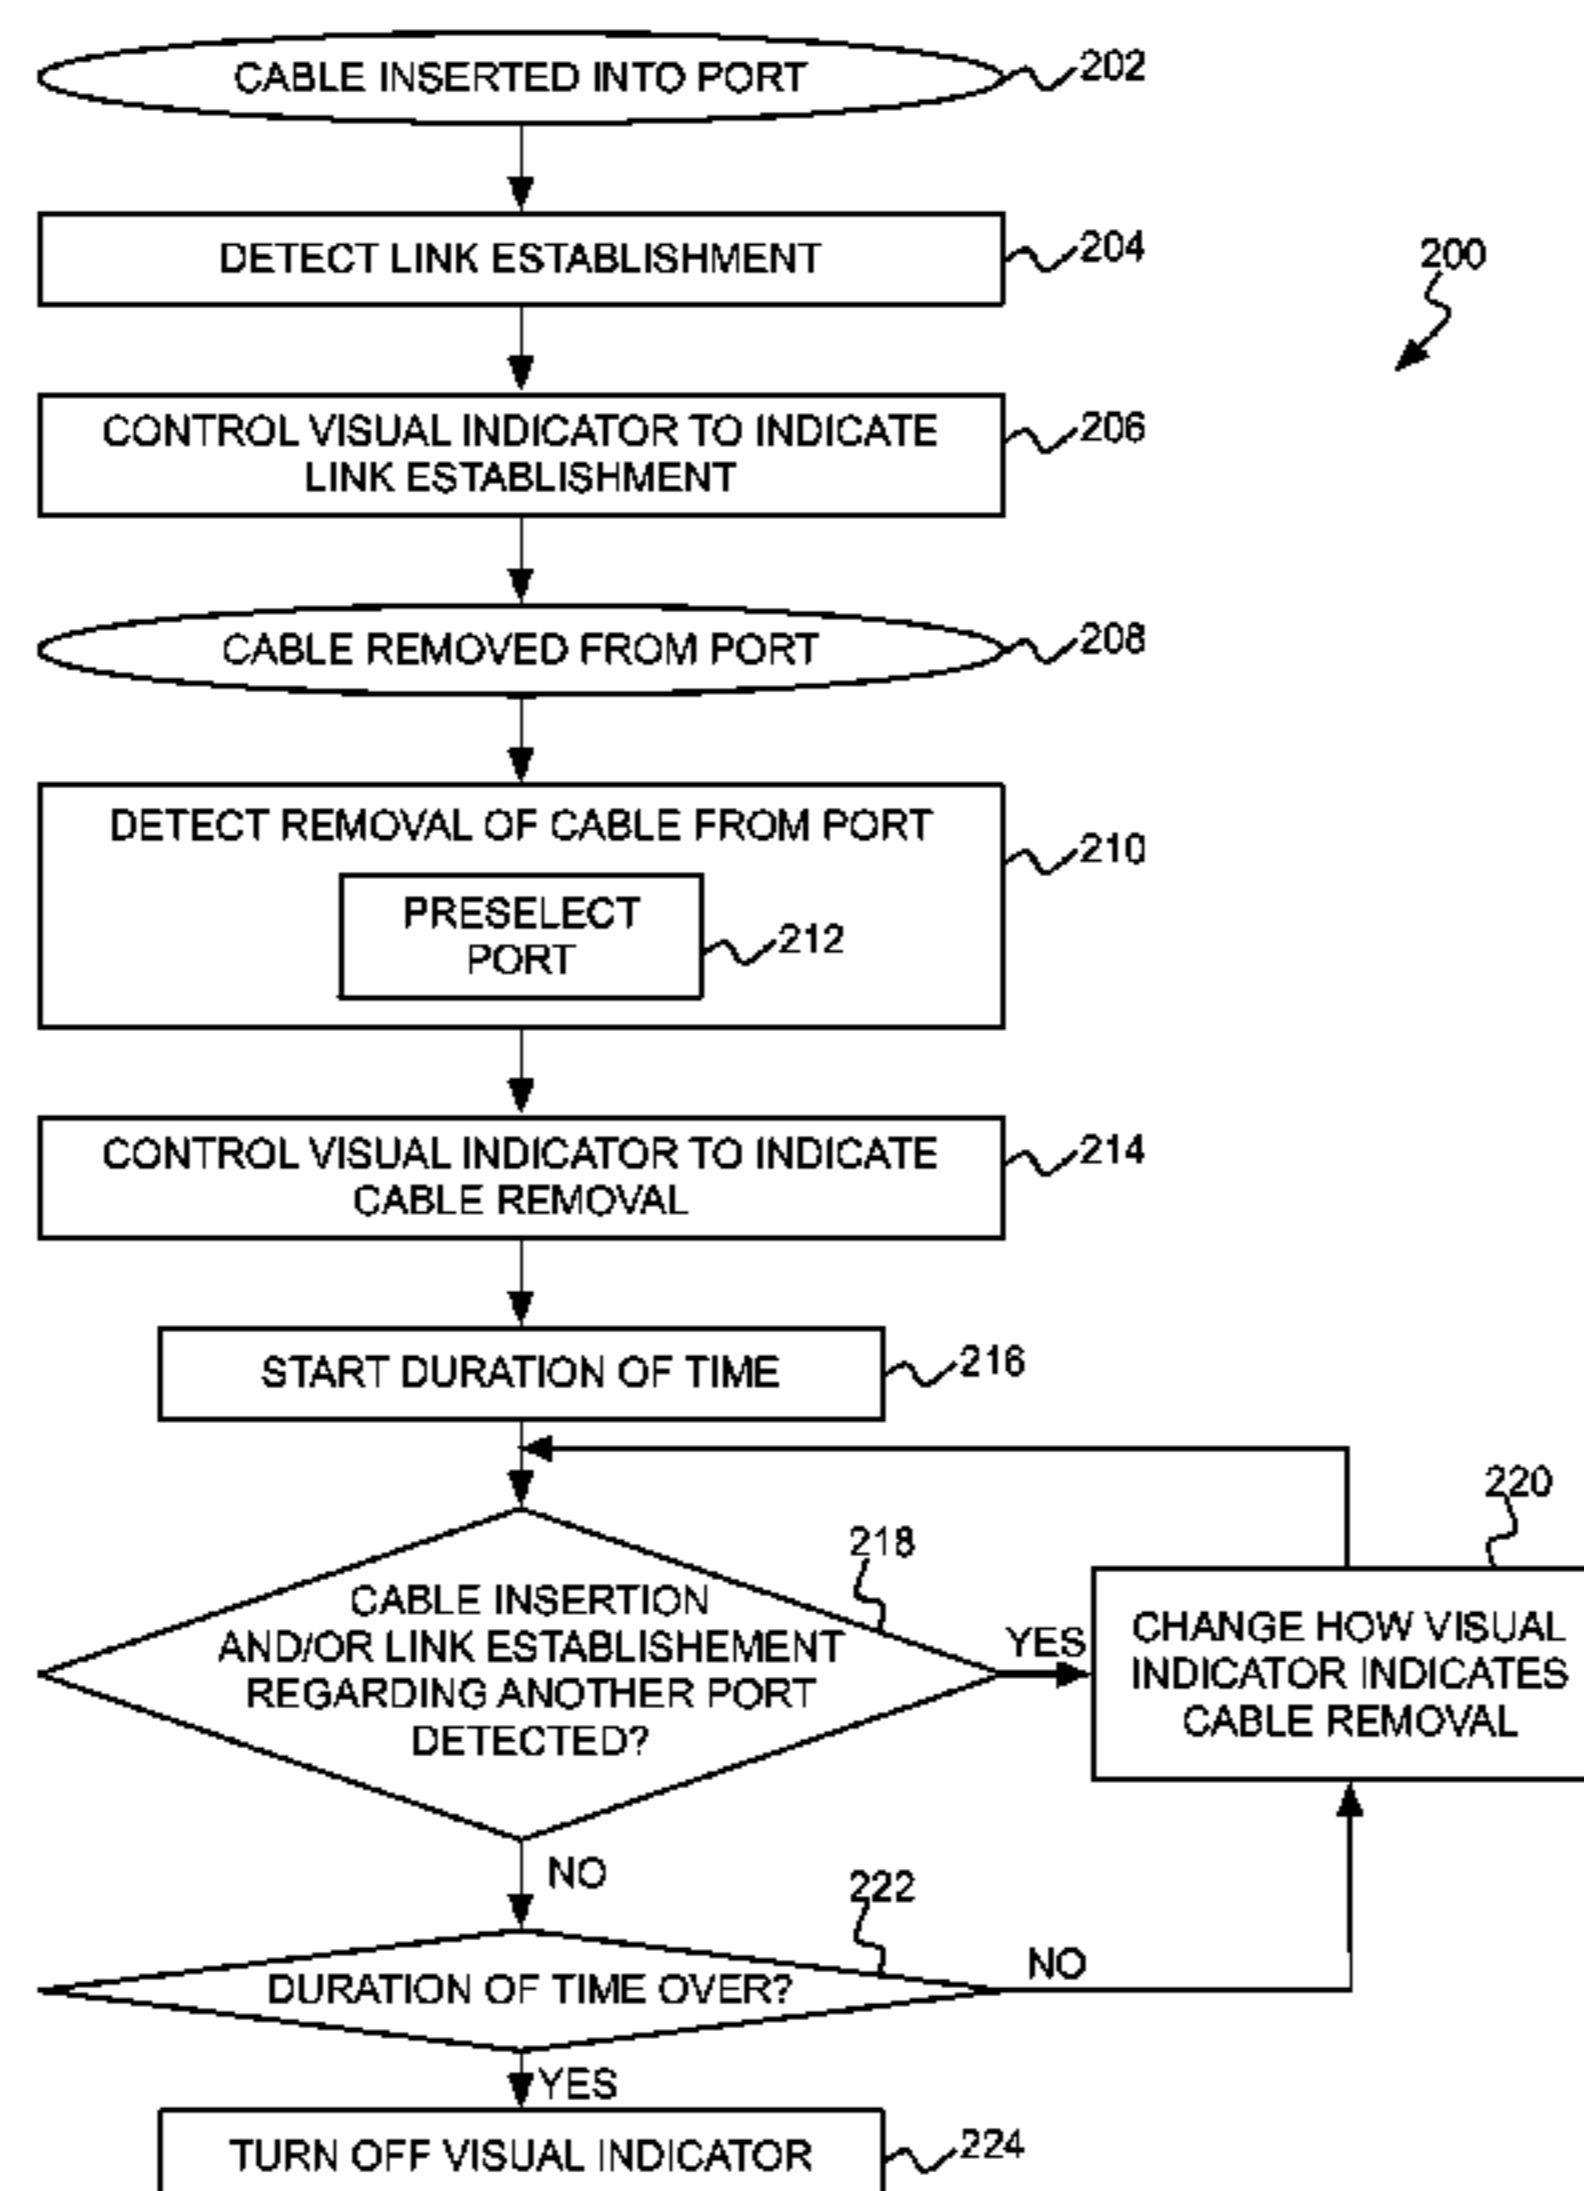 CABLE INSERTED INTO PORT
202
DETECT LINK ESTABLISHMENT
204
200
CONTROL VISUAL INDICATOR TO INDICATE
LINK ESTABLISHMENT
206
CABLE REMOVED FROM PORT
208
DETECT REMOVAL OF CABLE FROM PORT
210
PRESELECT
PORT
212
CONTROL VISUAL INDICATOR TO INDICATE
CABLE REMOVAL
214
START DURATION OF TIME
216
218
CABLE INSERTION
AND/OR LINK ESTABLISHEMENT
REGARDING ANOTHER PORT
DETECTED?
YES
220
CHANGE HOW VISUAL
INDICATOR INDICATES
CABLE REMOVAL
NO
222
DURATION OF TIME OVER?
NO
YES
TURN OFF VISUAL INDICATOR
224